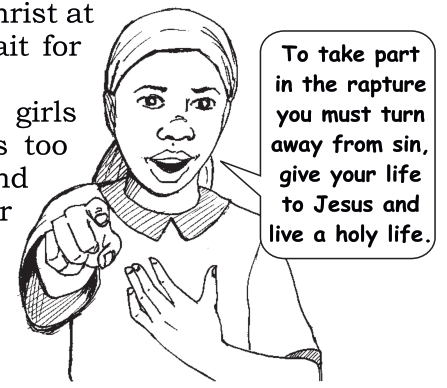 hrist at
ait for
girls
s too
nd
r
To take part
in the rapture
you must turn
away from sin,
give your life
to Jesus and
live a holy life.